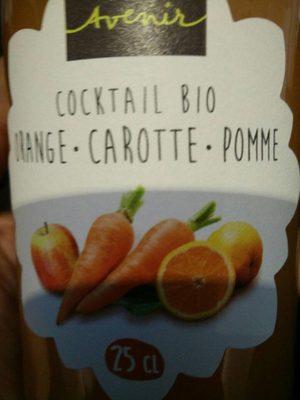 Avenir
COCKTAIL BIO
ORANGE • CAROTTE • POMME
25 CL